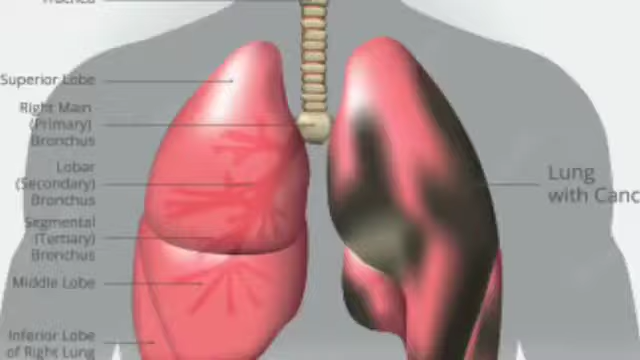 Trachea
Superior Lobe
Right Main
(Primary)
Bronchus
Lobar
(Secondary)
Bronchus
Segmental
(Tertiary)
Bronchus
Middle Lobe
Inferior Lobe
of Right Lung
Lung
with Canc